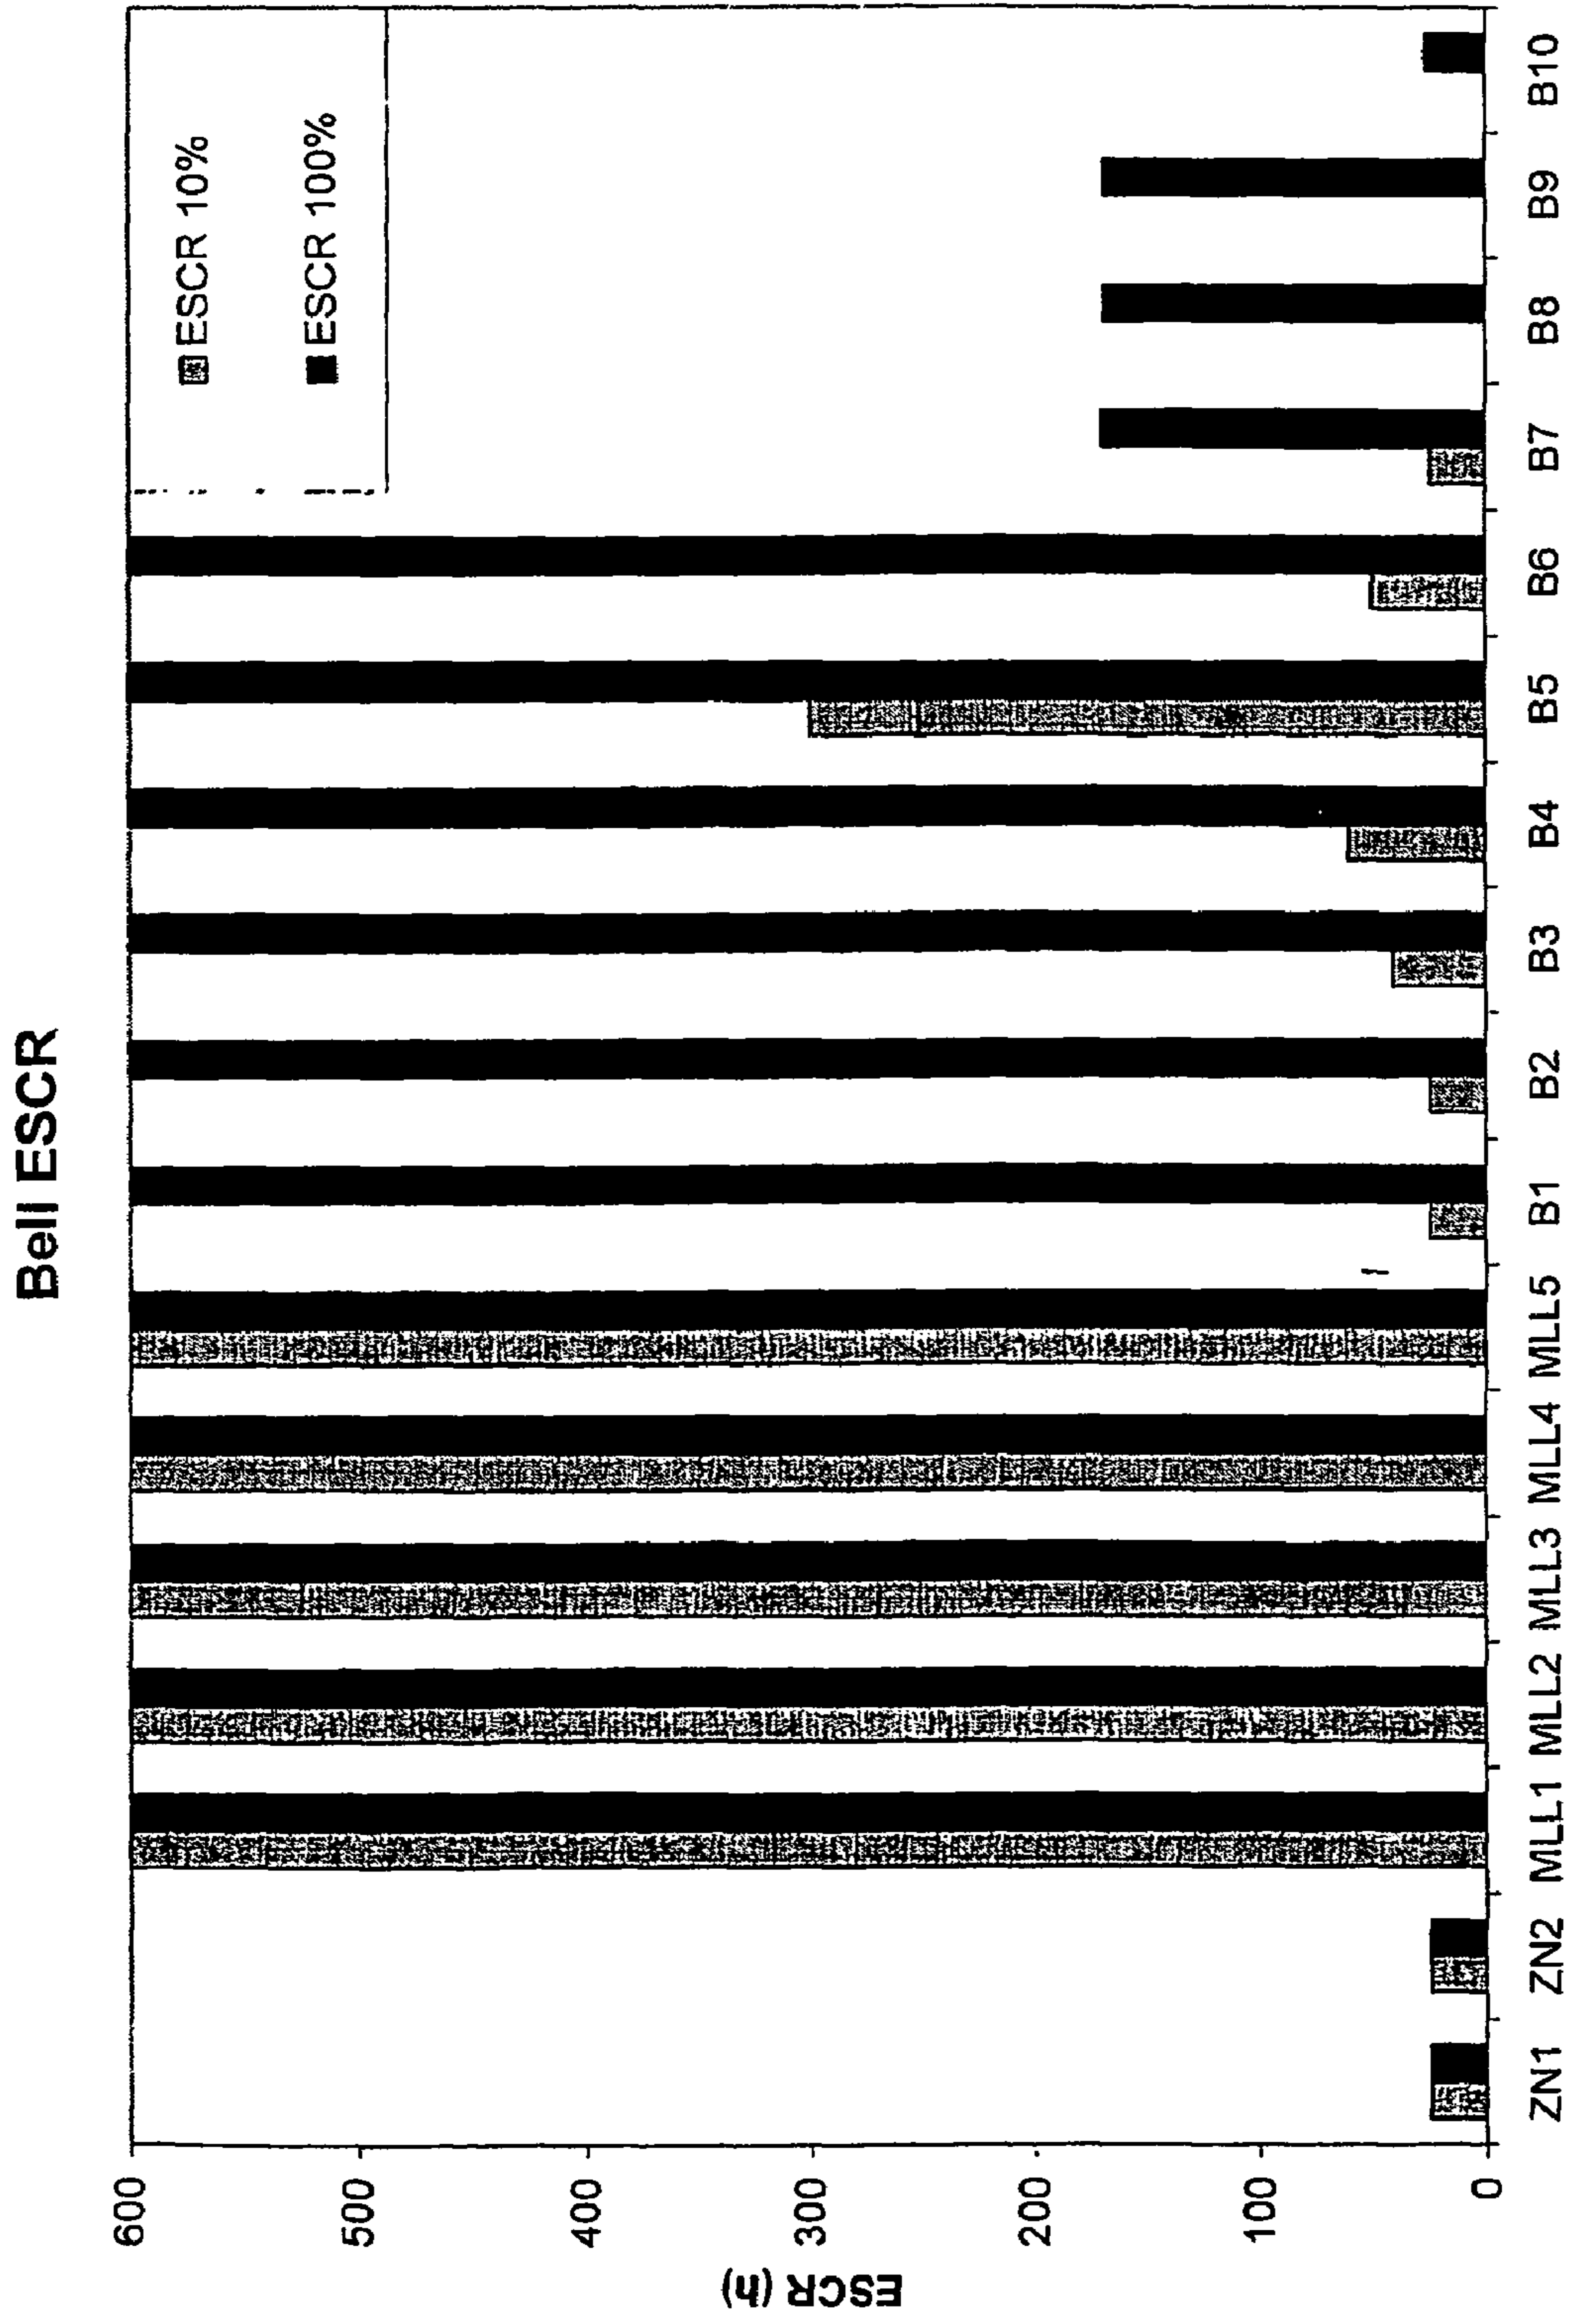 Bell ESCR
ESCR 10%
ESCR 100%
600
500
400
300
200
100
0
ESCR (h)
ZN1 ZN2 MLL1 MLL2 MLL3 MLL4 MLL5 B1 B2 B3 B4 B5 B6 B7 B8 B9 B10